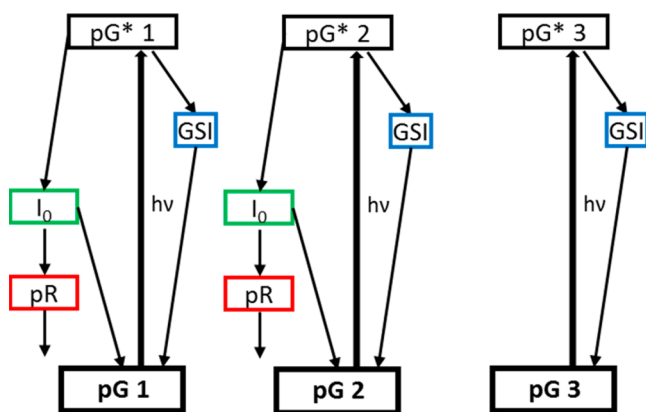 pG* 1
pG* 2
pG* 3
GSI
GSI
GSI
I₀
hν
I₀
hν
hν
pR
pR
pG 1
pG 2
pG 3